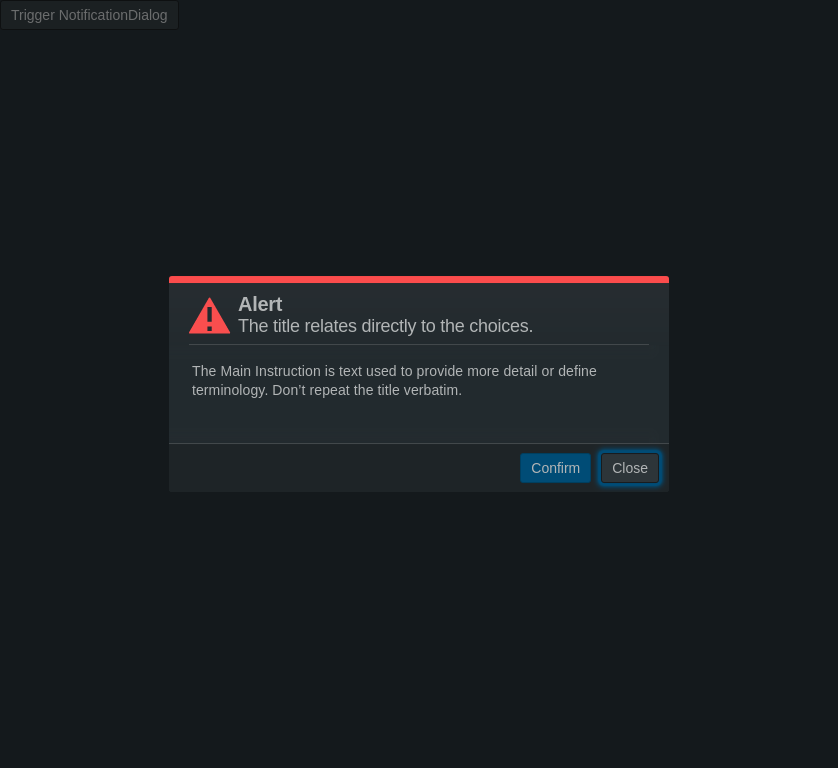 Trigger NotificationDialog
Alert
The title relates directly to the choices.
The Main Instruction is text used to provide more detail or define
terminology. Don’t repeat the title verbatim.
Confirm Close